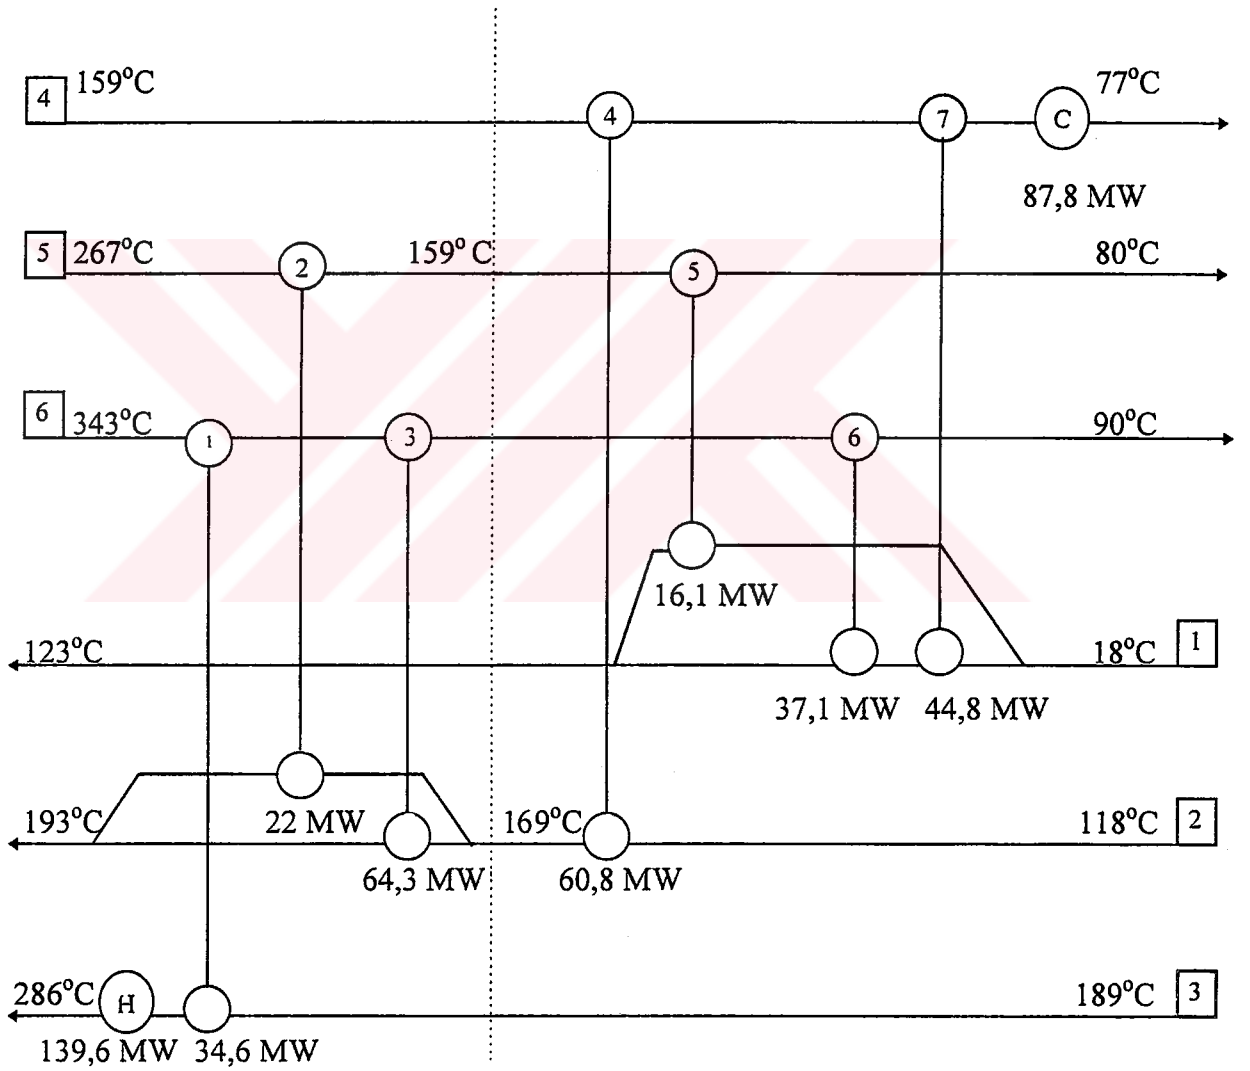 4 159°C 4 7 C 77°C
87,8 MW
5 267°C 2 159°C 5 80°C
6 343°C 1 3 6 90°C
16,1 MW
123°C 18°C 1
37,1 MW 44,8 MW
193°C 22 MW 169°C 118°C 2
64,3 MW 60,8 MW
286°C H 189°C 3
139,6 MW 34,6 MW